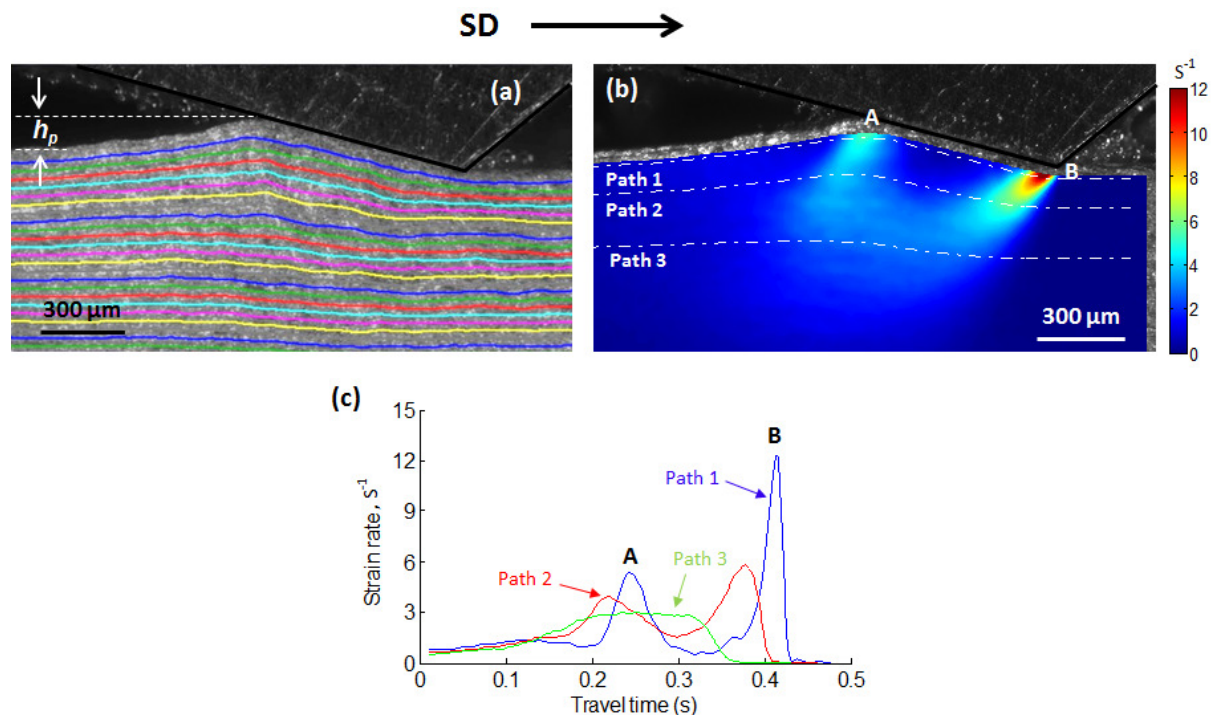 SD
(a)
h_p
300 µm
(b)
A
B
Path 1
Path 2
Path 3
300 µm
S⁻¹
12
10
8
6
4
2
0
(c)
15
12
9
6
3
0
Strain rate, s⁻¹
A
B
Path 1
Path 2
Path 3
0
0.1
0.2
0.3
0.4
0.5
Travel time (s)